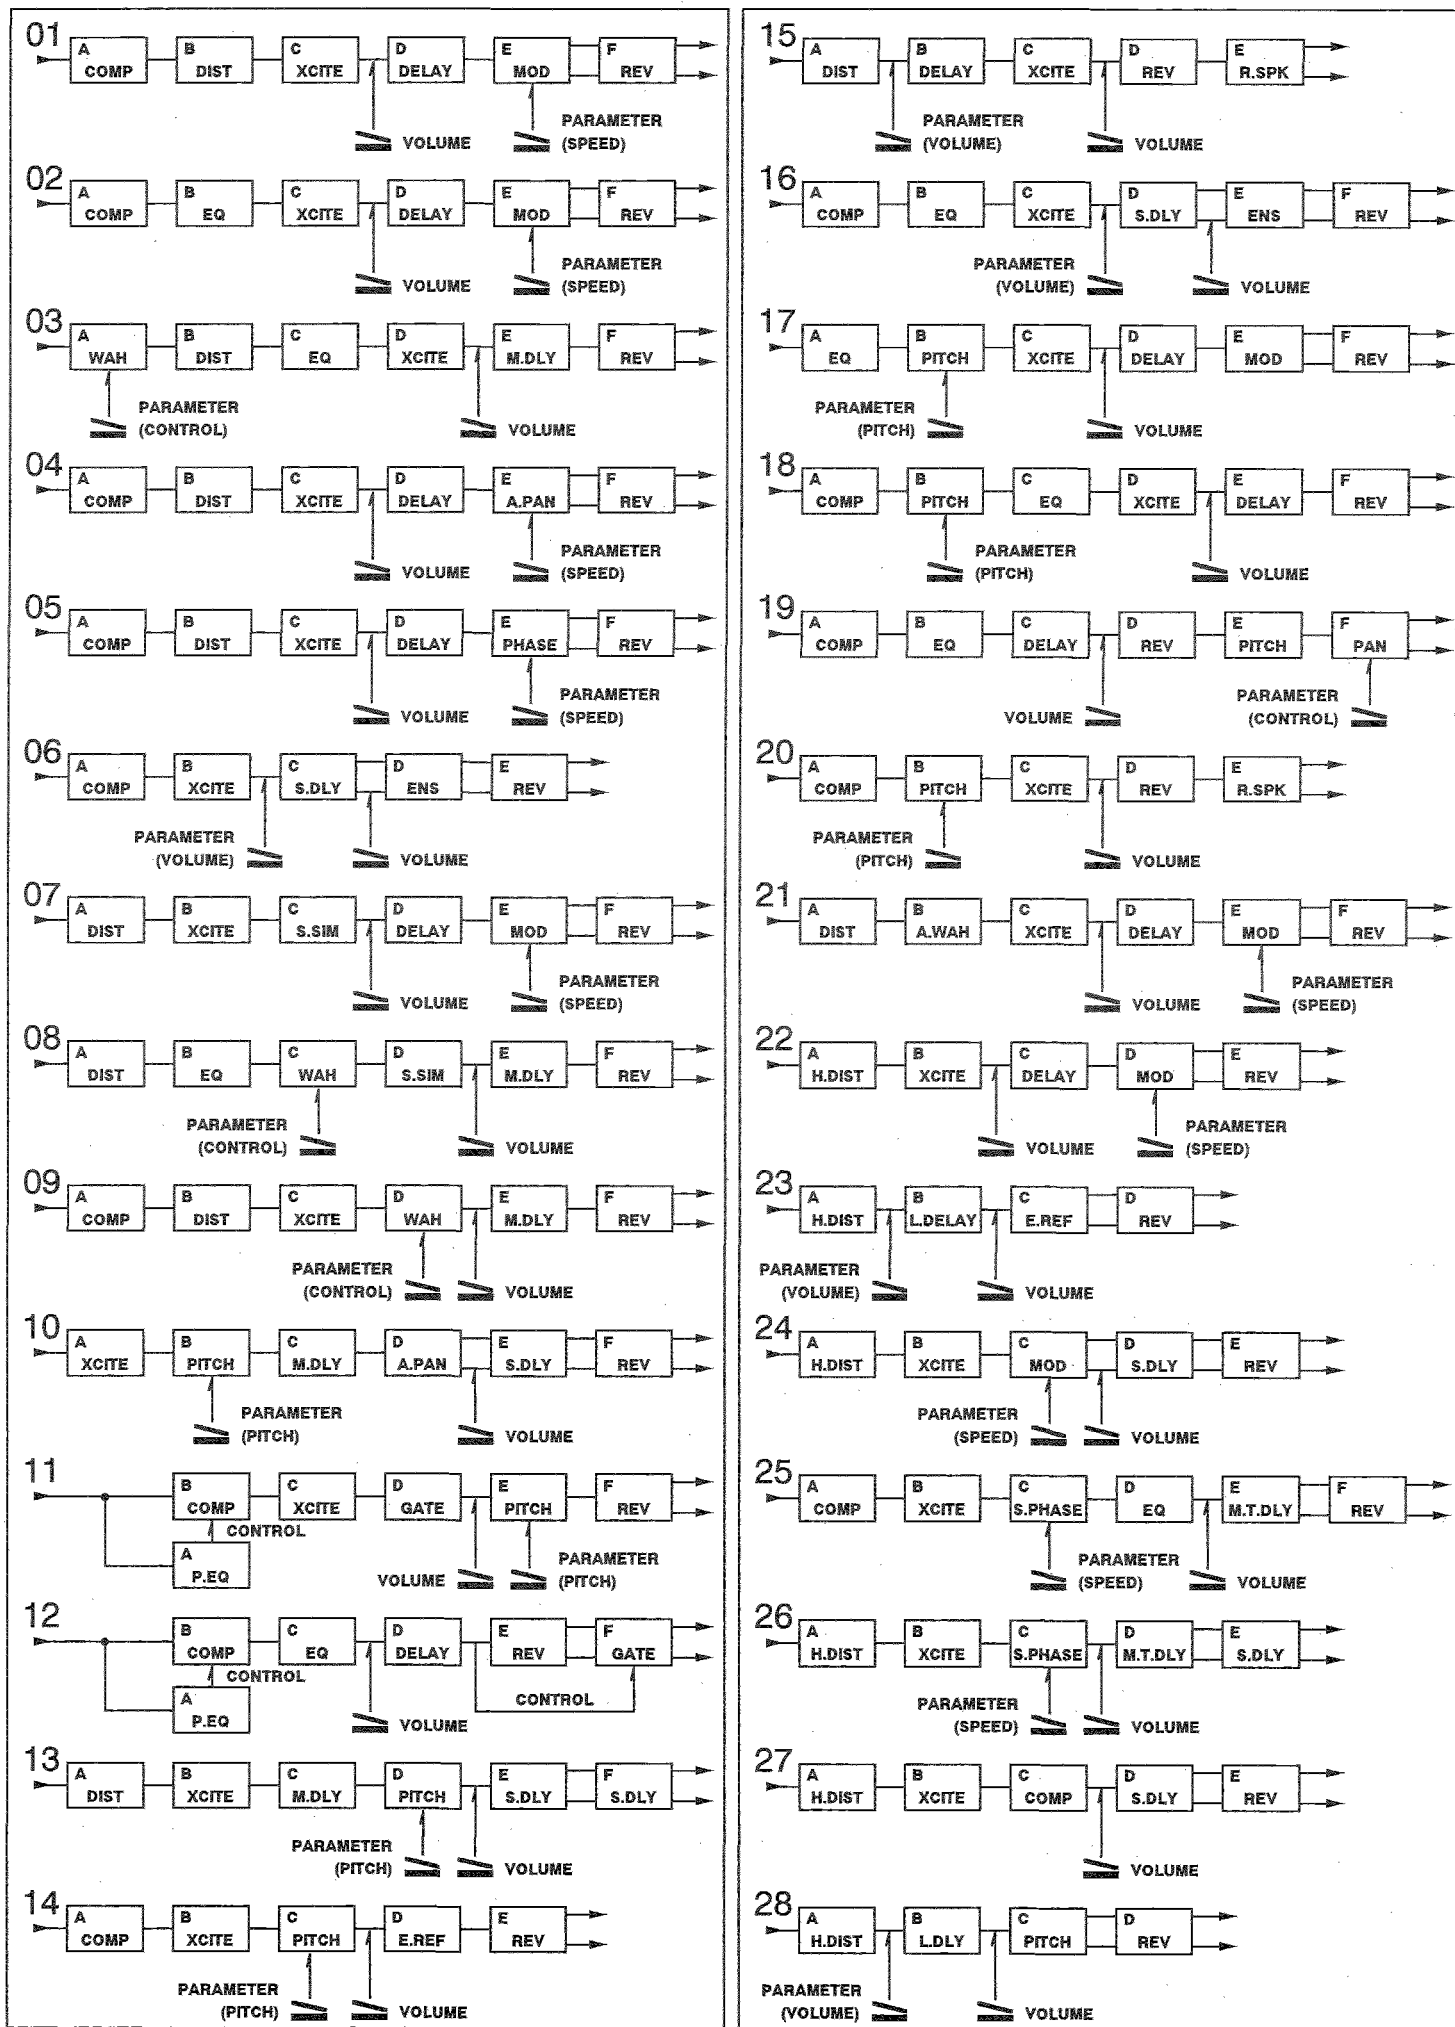 01
A B C D E F
COMP DIST XCITE DELAY MOD REV
VOLUME PARAMETER
(SPEED)
02
A B C D E F
COMP EQ XCITE DELAY MOD REV
VOLUME PARAMETER
(SPEED)
03
A B C D E F
WAH DIST EQ XCITE M.DLY REV
PARAMETER
(CONTROL) VOLUME
04
A B C D E F
COMP DIST XCITE DELAY A.PAN REV
VOLUME PARAMETER
(SPEED)
05
A B C D E F
COMP DIST XCITE DELAY PHASE REV
VOLUME PARAMETER
(SPEED)
06
A B C D E
COMP XCITE S.DLY ENS REV
PARAMETER
(VOLUME) VOLUME
07
A B C D E F
DIST XCITE S.SIM DELAY MOD REV
VOLUME PARAMETER
(SPEED)
08
A B C D E F
DIST EQ WAH S.SIM M.DLY REV
PARAMETER
(CONTROL) VOLUME
09
A B C D E F
COMP DIST XCITE WAH M.DLY REV
PARAMETER
(CONTROL) VOLUME
10
A B C D E F
XCITE PITCH M.DLY A.PAN S.DLY REV
PARAMETER
(PITCH) VOLUME
11
B C D E F
COMP XCITE GATE PITCH REV
CONTROL
A
P.EQ
VOLUME PARAMETER
(PITCH)
12
B C D E F
COMP EQ DELAY REV GATE
CONTROL
A
P.EQ
VOLUME CONTROL
13
A B C D E F
DIST XCITE M.DLY PITCH S.DLY S.DLY
PARAMETER
(PITCH) VOLUME
14
A B C D E
COMP XCITE PITCH E.REF REV
PARAMETER
(PITCH) VOLUME
15
A B C D E
DIST DELAY XCITE REV R.SPK
PARAMETER
(VOLUME) VOLUME
16
A B C D E F
COMP EQ XCITE S.DLY ENS REV
PARAMETER
(VOLUME) VOLUME
17
A B C D E F
EQ PITCH XCITE DELAY MOD REV
PARAMETER
(PITCH) VOLUME
18
A B C D E F
COMP PITCH EQ XCITE DELAY REV
PARAMETER
(PITCH) VOLUME
19
A B C D E F
COMP EQ DELAY REV PITCH PAN
VOLUME PARAMETER
(CONTROL)
20
A B C D E
COMP PITCH XCITE REV R.SPK
PARAMETER
(PITCH) VOLUME
21
A B C D E F
DIST A.WAH XCITE DELAY MOD REV
VOLUME PARAMETER
(SPEED)
22
A B C D E
H.DIST XCITE DELAY MOD REV
VOLUME PARAMETER
(SPEED)
23
A B C D
H.DIST L.DELAY E.REF REV
PARAMETER
(VOLUME) VOLUME
24
A B C D E
H.DIST XCITE MOD S.DLY REV
PARAMETER
(SPEED) VOLUME
25
A B C D E F
COMP XCITE S.PHASE EQ M.T.DLY REV
PARAMETER
(SPEED) VOLUME
26
A B C D E
H.DIST XCITE S.PHASE M.T.DLY S.DLY
PARAMETER
(SPEED) VOLUME
27
A B C D E
H.DIST XCITE COMP S.DLY REV
VOLUME
28
A B C D
H.DIST L.DLY PITCH REV
PARAMETER
(VOLUME) VOLUME